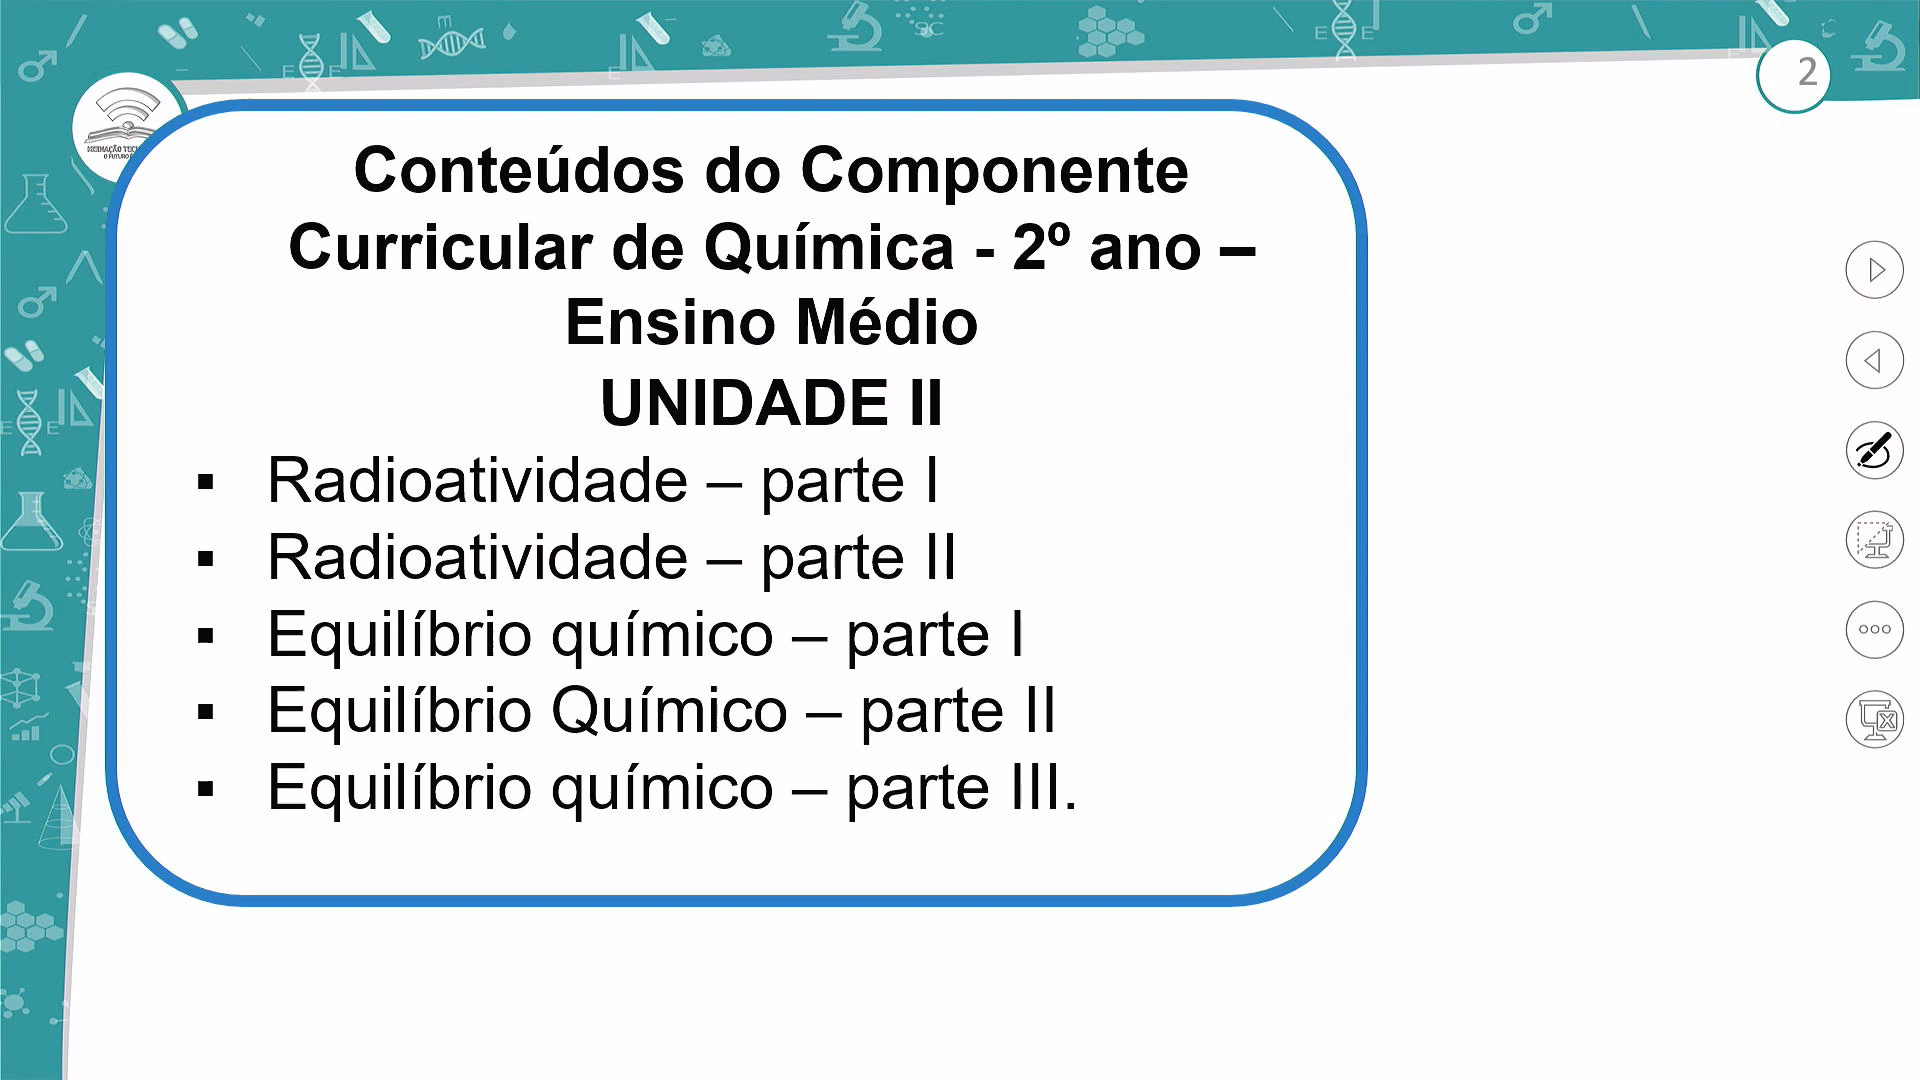 2
Conteúdos do Componente
Curricular de Química - 2º ano –
Ensino Médio
UNIDADE II
▪ Radioatividade – parte I
▪ Radioatividade – parte II
▪ Equilíbrio químico – parte I
▪ Equilíbrio Químico – parte II
▪ Equilíbrio químico – parte III.